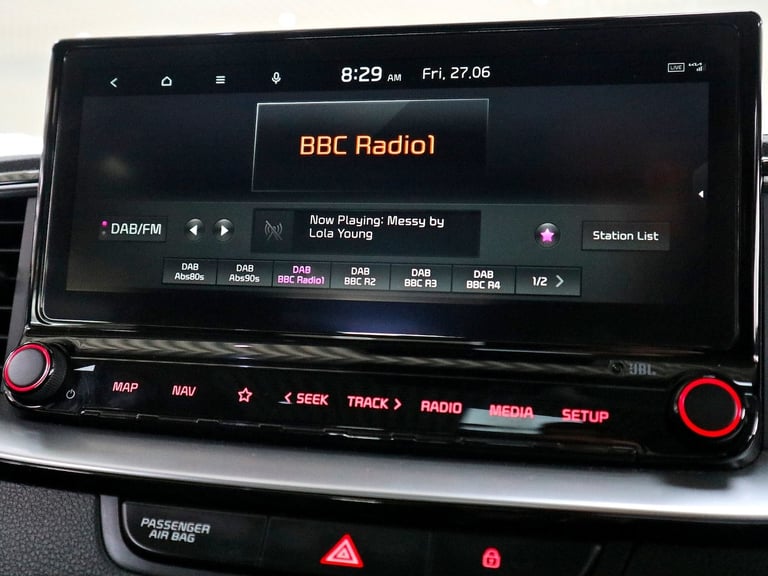 8:29 AM Fri, 27.06
LIVE
BBC Radio1
DAB/FM
Now Playing: Messy by
Lola Young
Station List
DAB
Abs80s
DAB
Abs90s
DAB
BBC Radio1
DAB
BBC R2
DAB
BBC R3
DAB
BBC R4
1/2
JBL
MAP
NAV
SEEK
TRACK
RADIO
MEDIA
SETUP
PASSENGER
AIR BAG